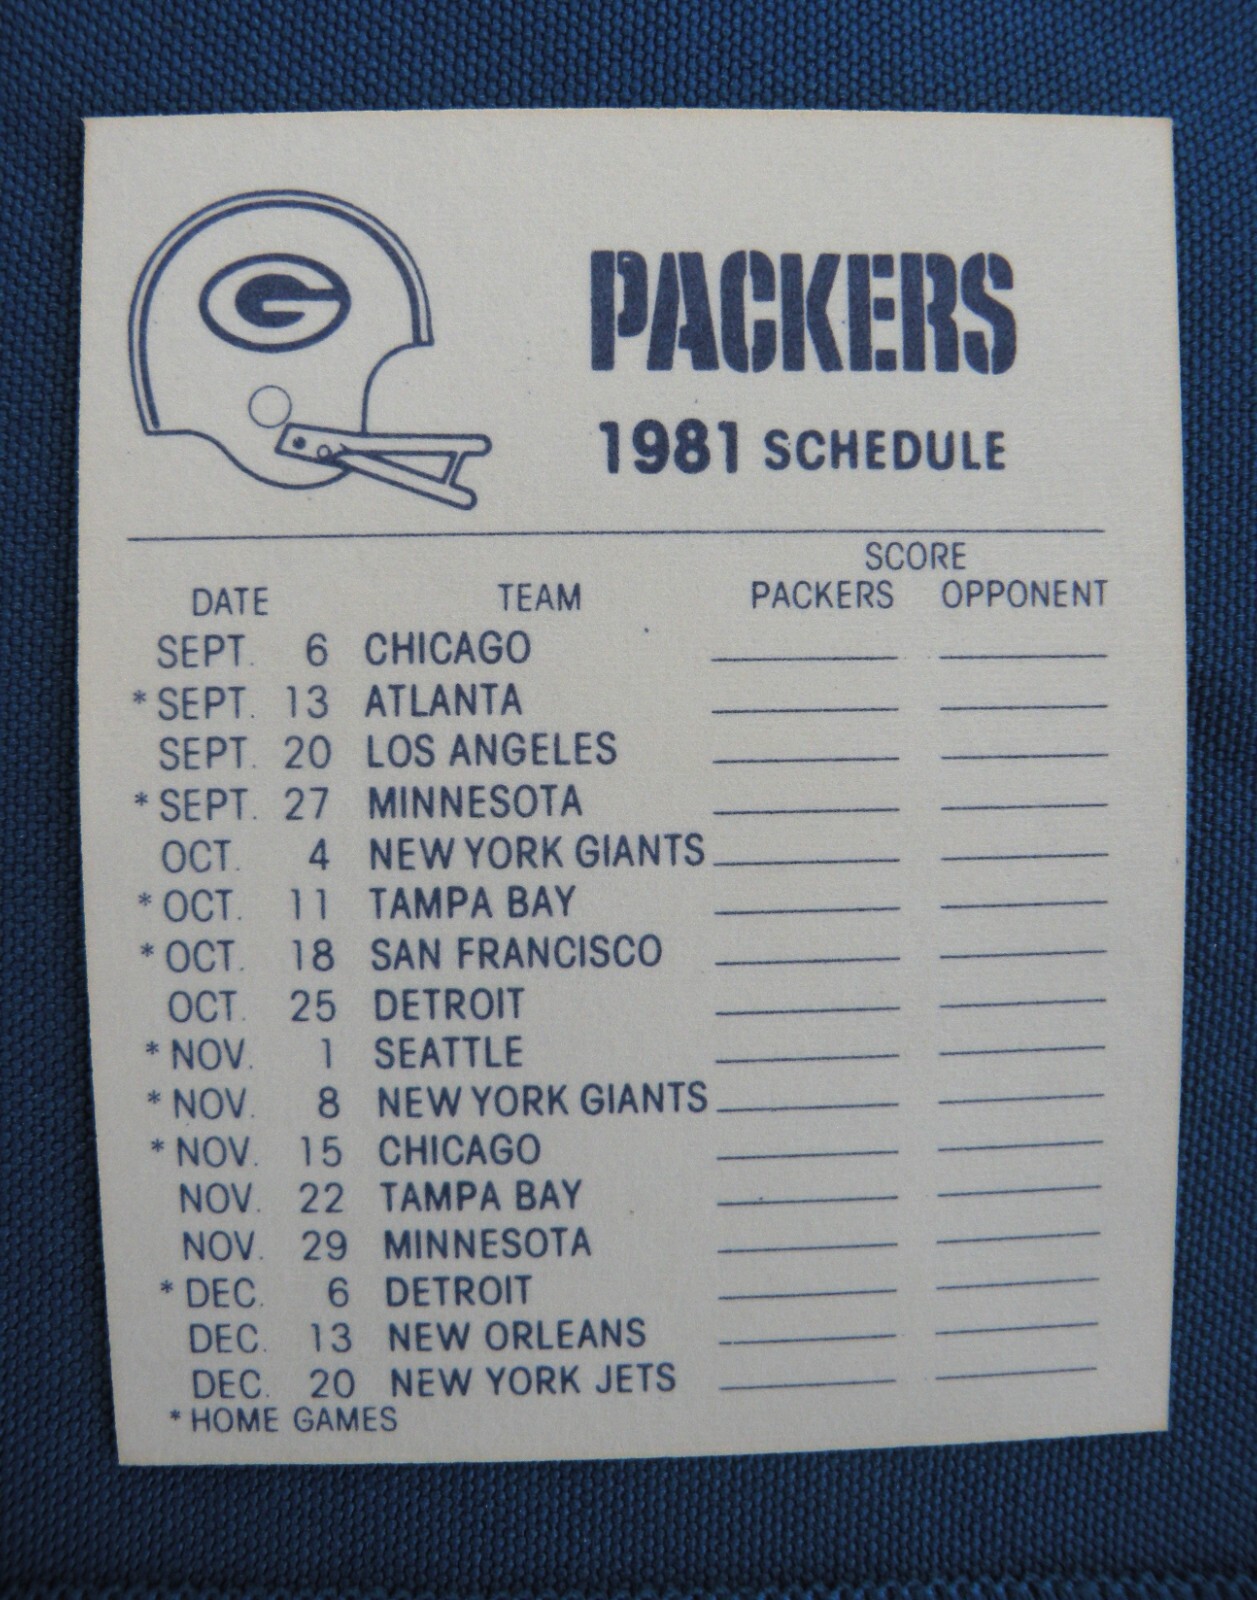 G
PACKERS
1981 SCHEDULE
SCORE
DATE TEAM PACKERS OPPONENT
SEPT. 6 CHICAGO
* SEPT. 13 ATLANTA
SEPT. 20 LOS ANGELES
* SEPT. 27 MINNESOTA
OCT. 4 NEW YORK GIANTS
* OCT. 11 TAMPA BAY
* OCT. 18 SAN FRANCISCO
OCT. 25 DETROIT
* NOV. 1 SEATTLE
* NOV. 8 NEW YORK GIANTS
* NOV. 15 CHICAGO
NOV. 22 TAMPA BAY
NOV. 29 MINNESOTA
* DEC. 6 DETROIT
DEC. 13 NEW ORLEANS
DEC. 20 NEW YORK JETS
* HOME GAMES